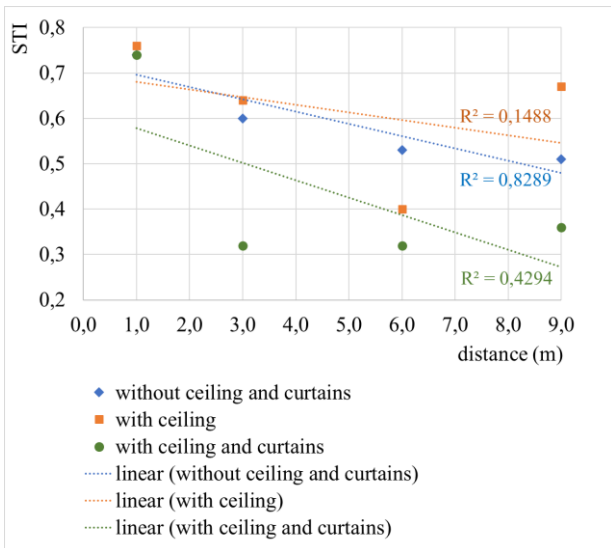 STI
0,8
0,7
0,6
0,5
0,4
0,3
0,2
R² = 0,1488
R² = 0,8289
R² = 0,4294
0,0 1,0 2,0 3,0 4,0 5,0 6,0 7,0 8,0 9,0
distance (m)
without ceiling and curtains
with ceiling
with ceiling and curtains
linear (without ceiling and curtains)
linear (with ceiling)
linear (with ceiling and curtains)